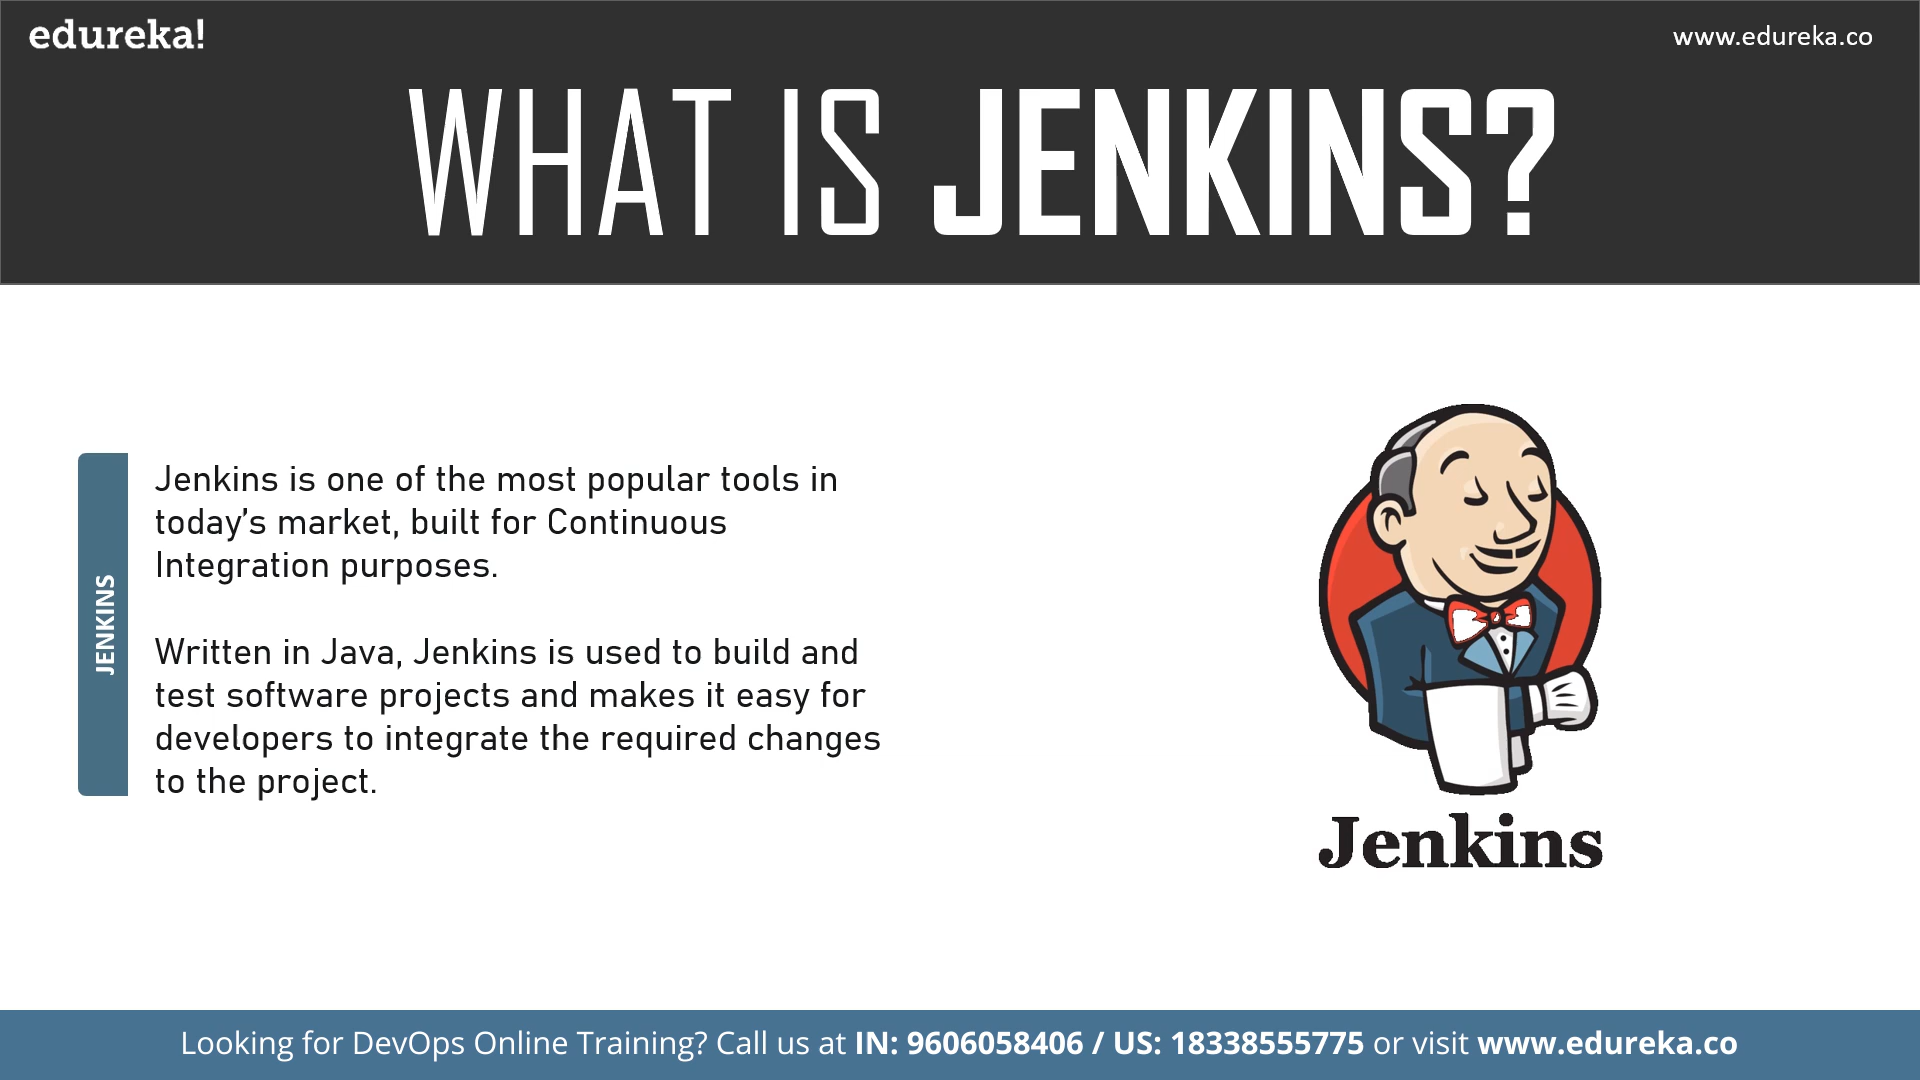 edureka!
www.edureka.co
WHAT IS JENKINS?
JENKINS
Jenkins is one of the most popular tools in
today’s market, built for Continuous
Integration purposes.
Written in Java, Jenkins is used to build and
test software projects and makes it easy for
developers to integrate the required changes
to the project.
Jenkins
Looking for DevOps Online Training? Call us at IN: 9606058406 / US: 18338555775 or visit www.edureka.co